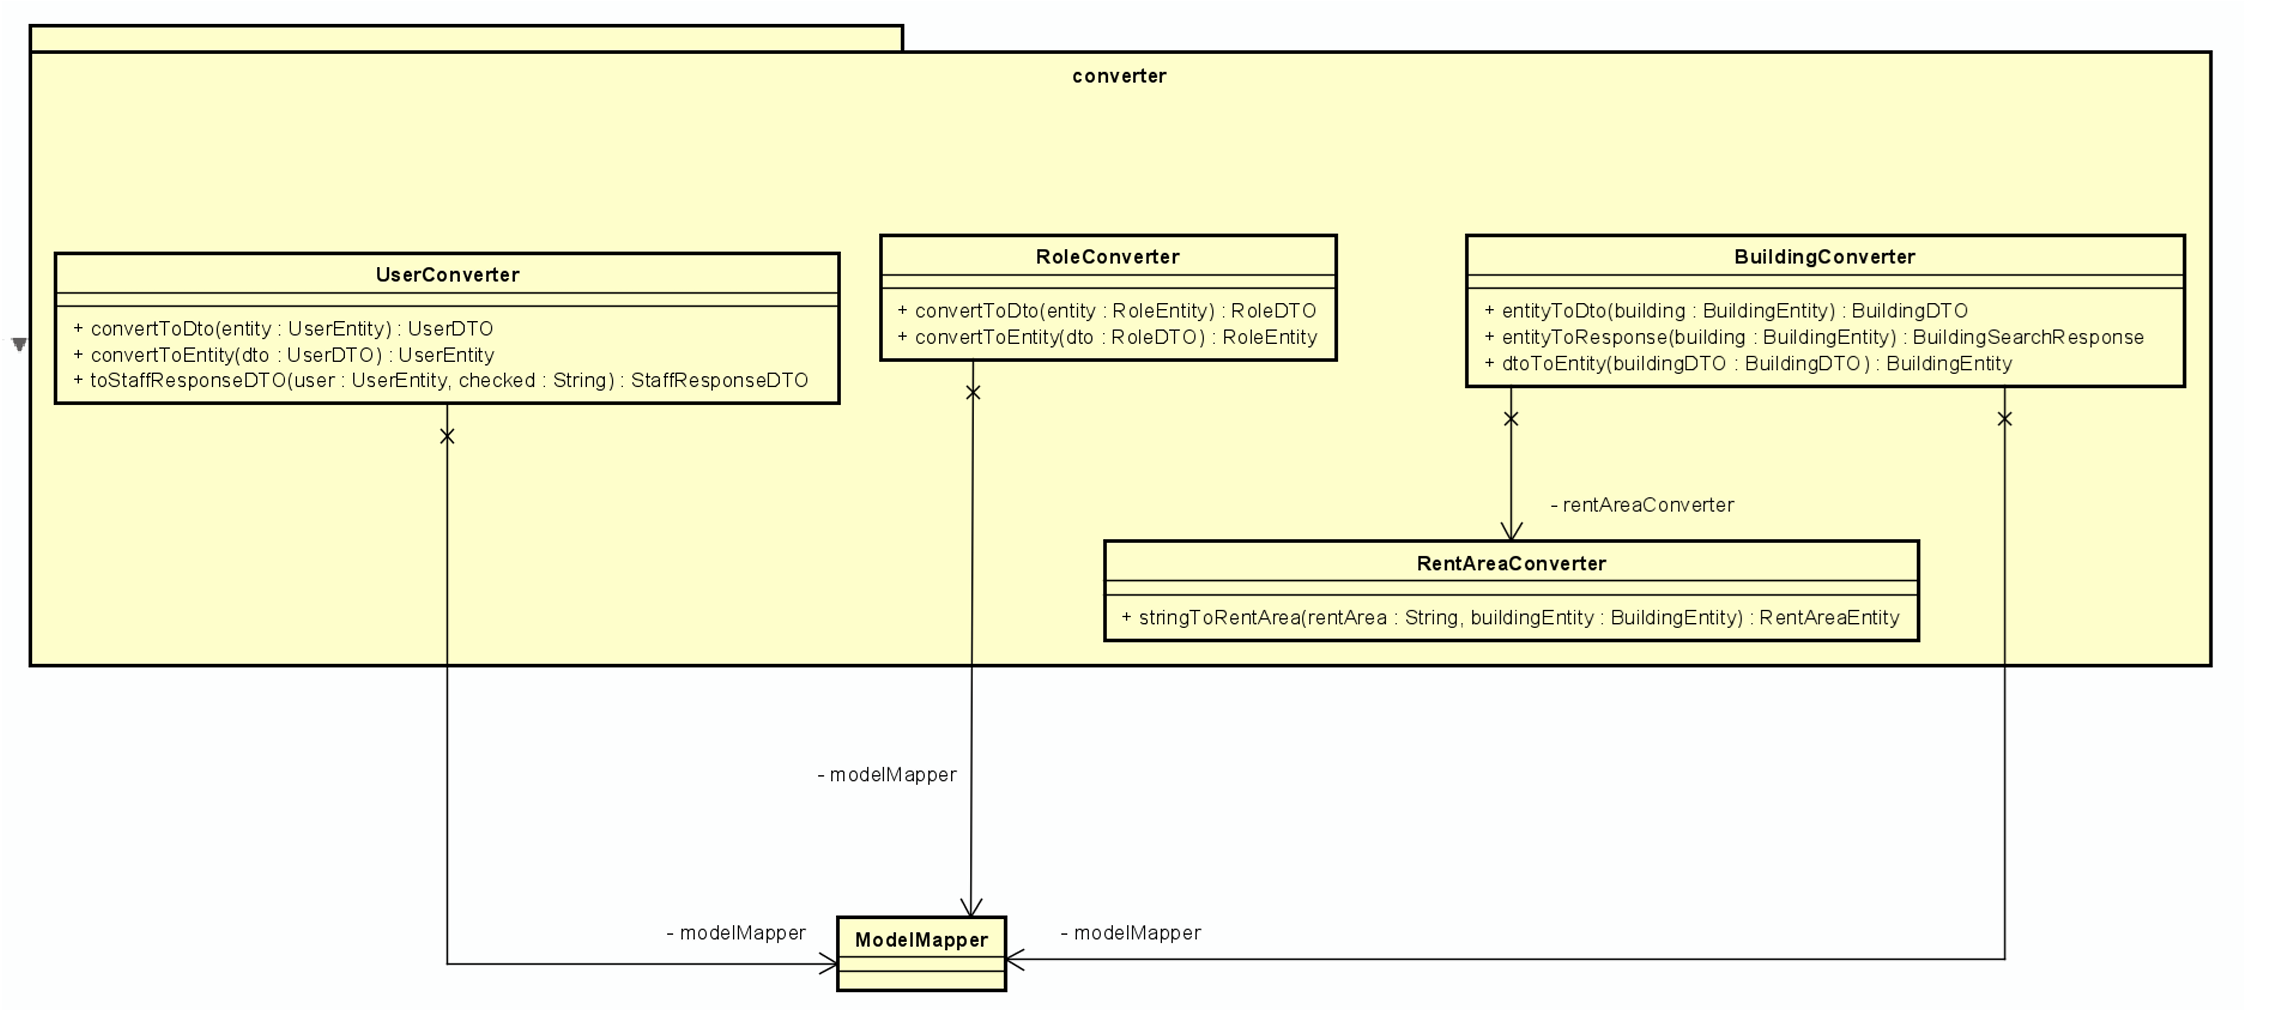 converter
UserConverter
+ convertToDto(entity : UserEntity) : UserDTO
+ convertToEntity(dto : UserDTO) : UserEntity
+ toStaffResponseDTO(user : UserEntity, checked : String) : StaffResponseDTO
RoleConverter
+ convertToDto(entity : RoleEntity) : RoleDTO
+ convertToEntity(dto : RoleDTO) : RoleEntity
BuildingConverter
+ entityToDto(building : BuildingEntity) : BuildingDTO
+ entityToResponse(building : BuildingEntity) : BuildingSearchResponse
+ dtoToEntity(buildingDTO : BuildingDTO) : BuildingEntity
- rentAreaConverter
RentAreaConverter
+ stringToRentArea(rentArea : String, buildingEntity : BuildingEntity) : RentAreaEntity
- modelMapper
- modelMapper
ModelMapper
- modelMapper